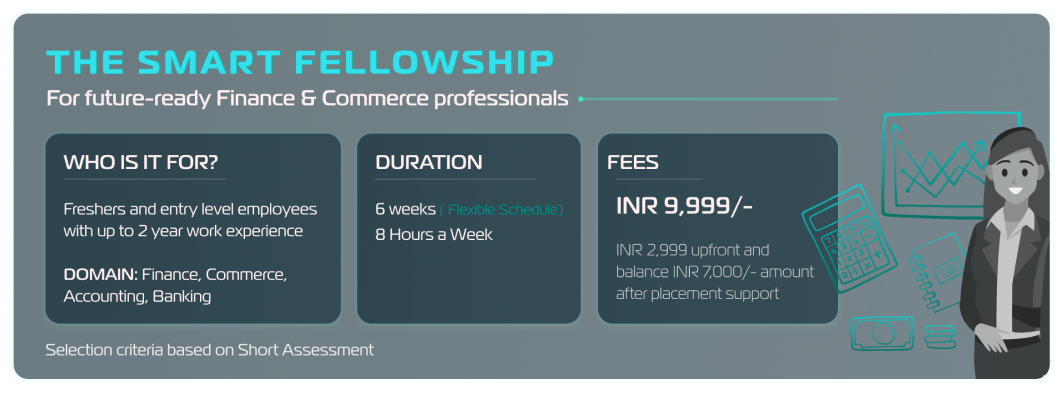 THE SMART FELLOWSHIP
For future-ready Finance & Commerce professionals
WHO IS IT FOR?
Freshers and entry level employees
with up to 2 year work experience
DOMAIN: Finance, Commerce,
Accounting, Banking
DURATION
6 weeks ( Flexible Schedule)
8 Hours a Week
FEES
INR 9,999/-
INR 2,999 upfront and
balance INR 7,000/- amount
after placement support
Selection criteria based on Short Assessment